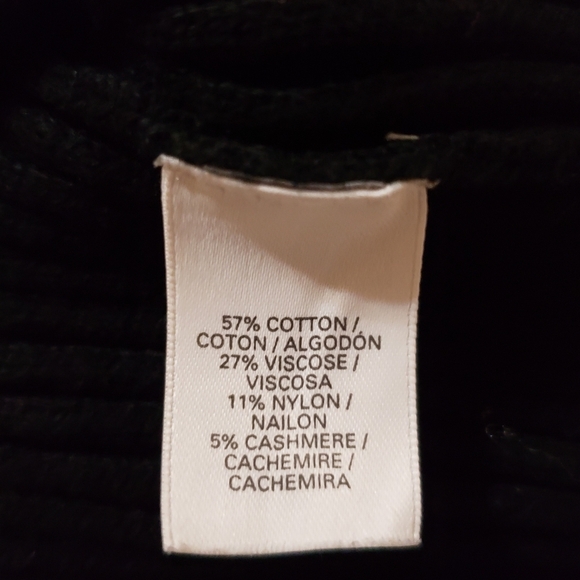 57% COTTON /
COTON / ALGODÓN
27% VISCOSE /
VISCOSA
11% NYLON /
NAILON
5% CASHMERE /
CACHEMIRE /
CACHEMIRA